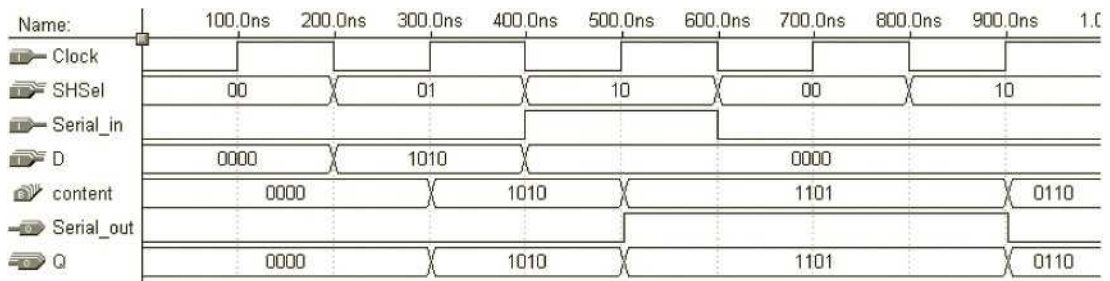 Name: 100.0ns 200.0ns 300.0ns 400.0ns 500.0ns 600.0ns 700.0ns 800.0ns 900.0ns 1.0
Clock
SHSel 00 01 10 00 10
Serial_in
D 0000 1010 0000
content 0000 1010 1101 0110
Serial_out
Q 0000 1010 1101 0110